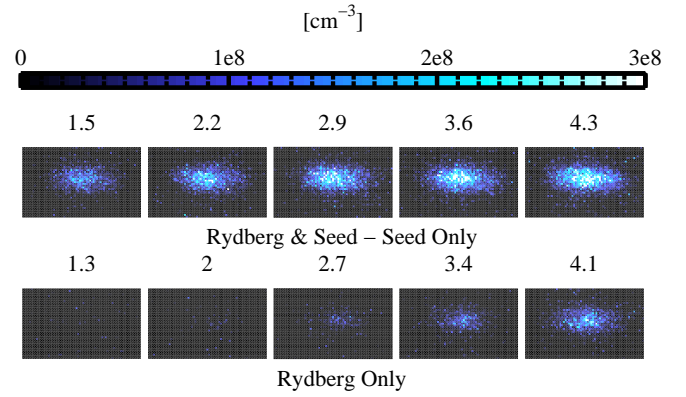 [cm⁻³]
0 1e8 2e8 3e8
1.5 2.2 2.9 3.6 4.3
Rydberg & Seed – Seed Only
1.3 2 2.7 3.4 4.1
Rydberg Only